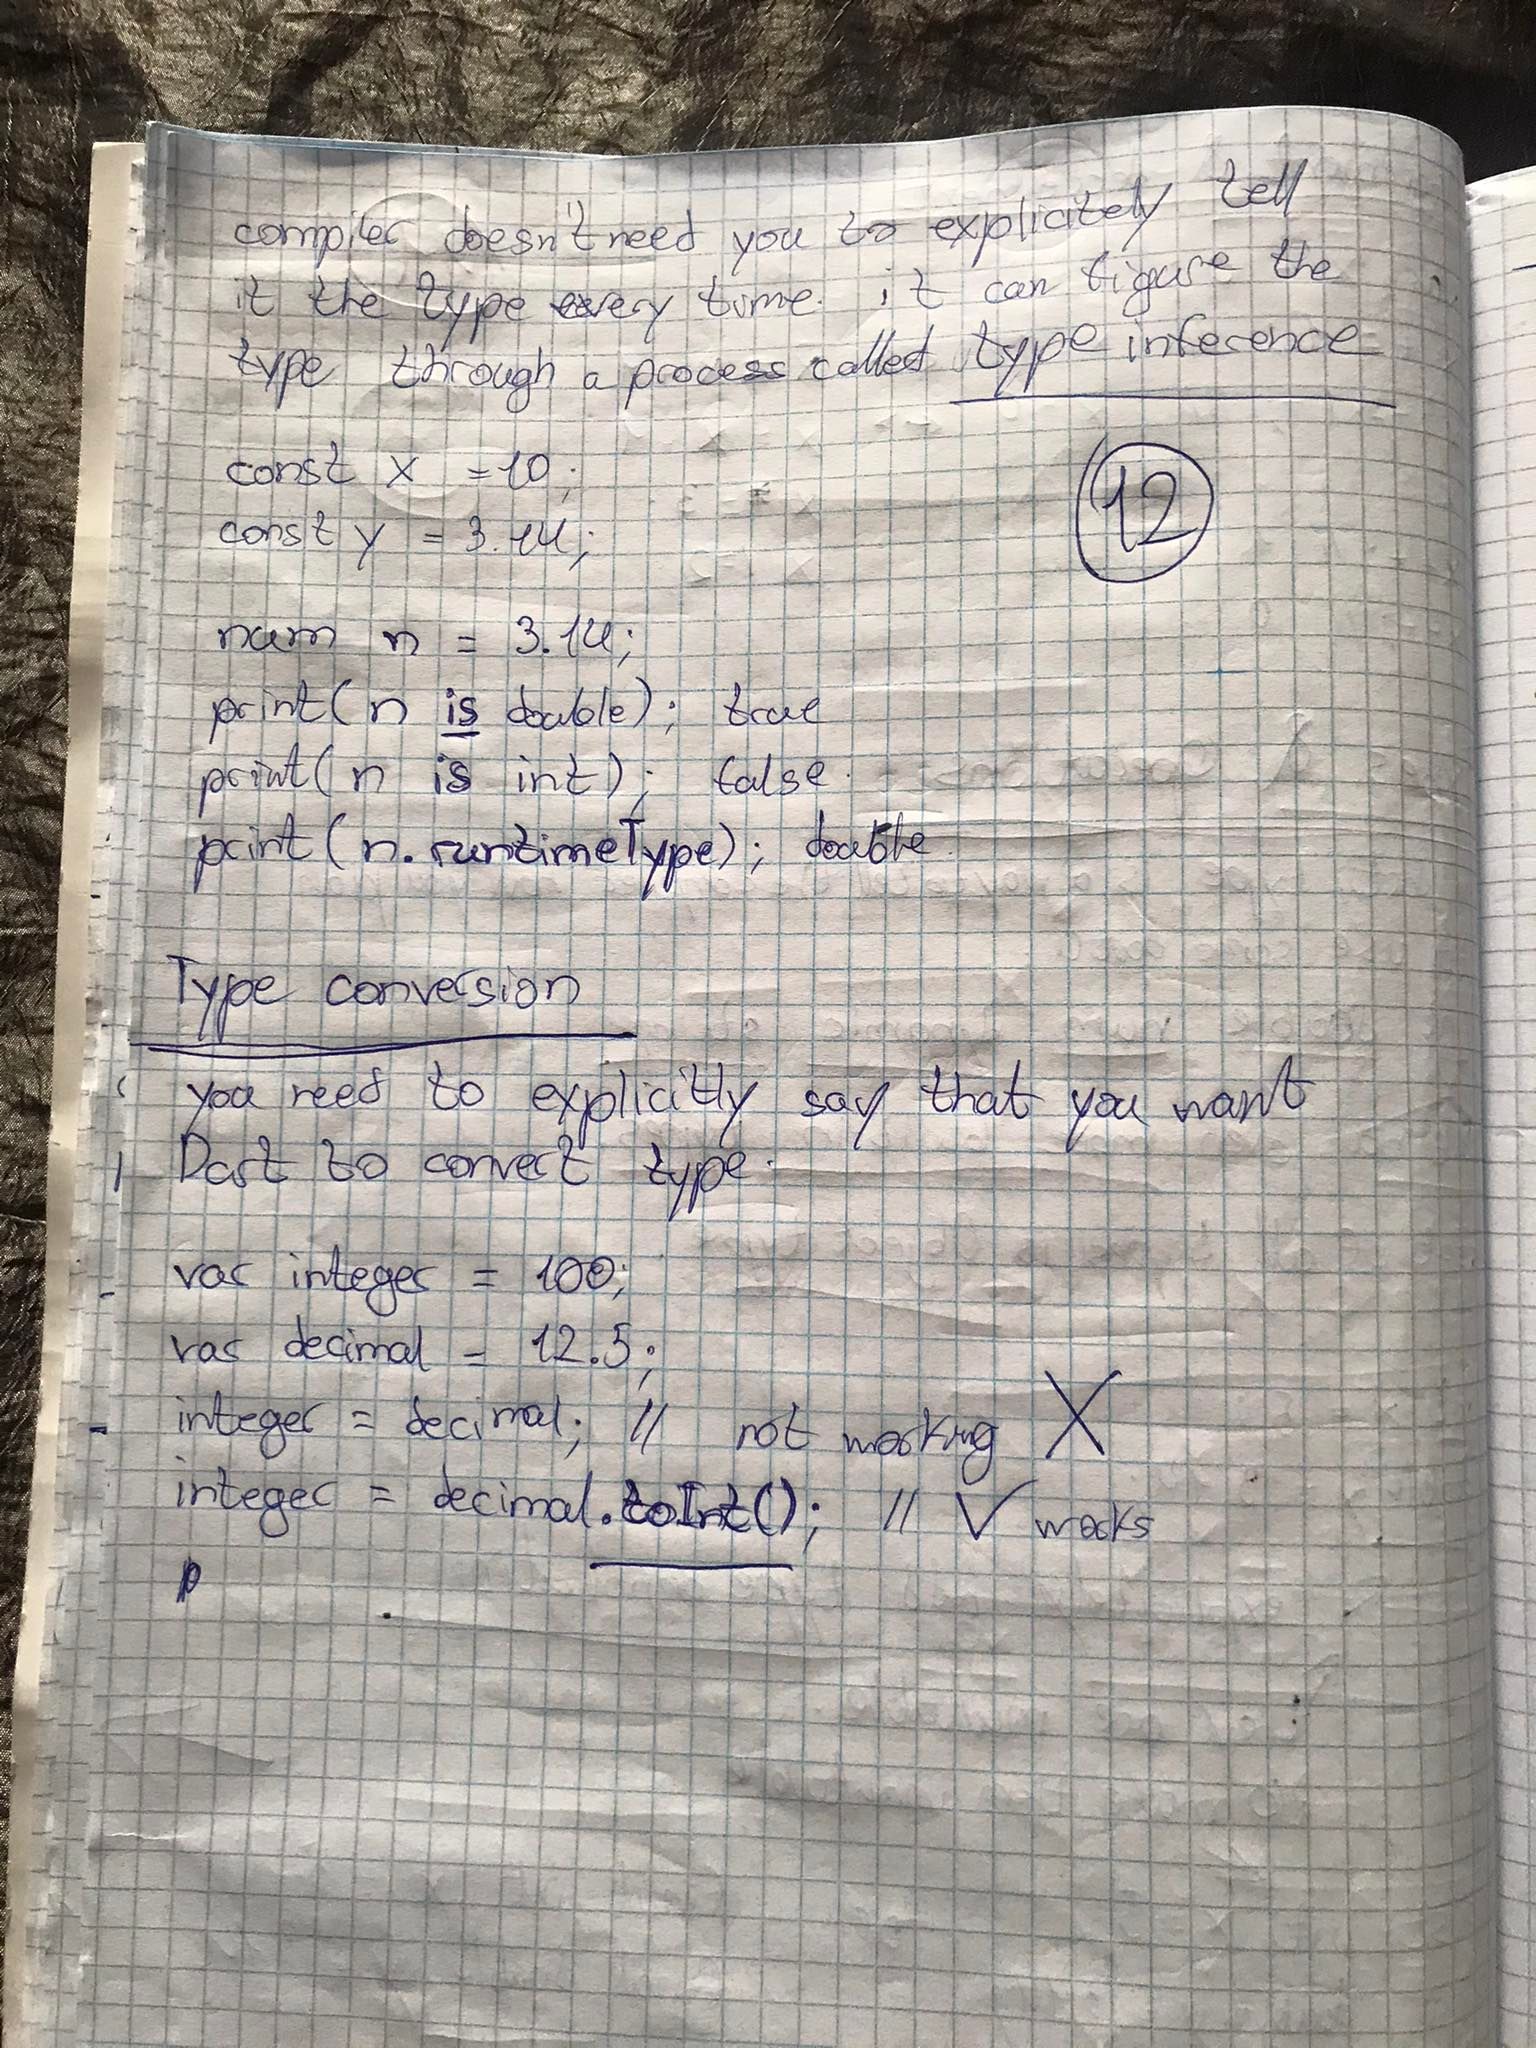 compiler doesn't need you to explicitely tell
it the type every time. it can figure the
type through a process called type inference
const x = 10;
12
const y = 3.14;
num n = 3.14;
print(n is double); true
print(n is int); false.
print(n.runtimeType); double
Type conversion
you need to explicitly say that you want
Dart to convert type.
var integer = 100;
var decimal = 12.5;
integer = decimal; // not working X
integer = decimal.toInt(); // ✓ works
p